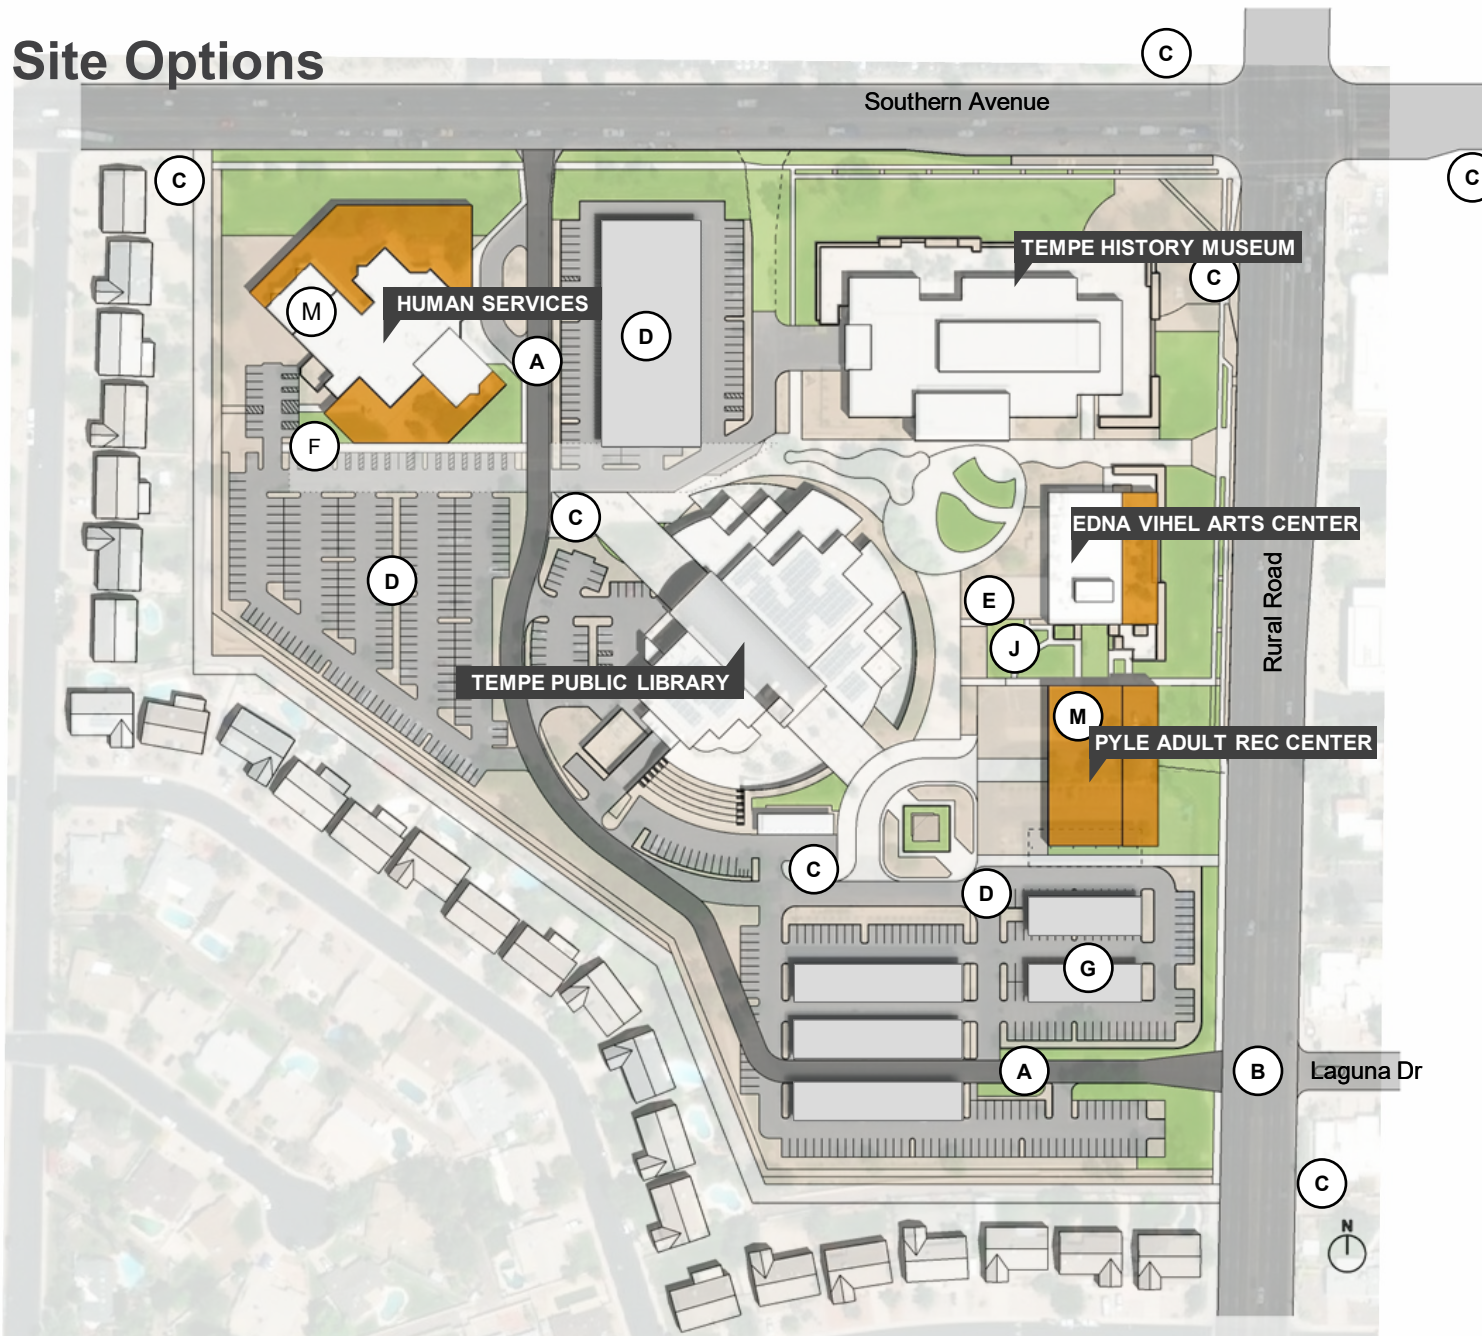 Site Options
C
Southern Avenue
C
C
TEMPE HISTORY MUSEUM
C
M
HUMAN SERVICES
D
A
F
C
EDNA VIHEL ARTS CENTER
D
E
J
Rural Road
TEMPE PUBLIC LIBRARY
M
PYLE ADULT REC CENTER
C
D
G
A
B
Laguna Dr
C
N